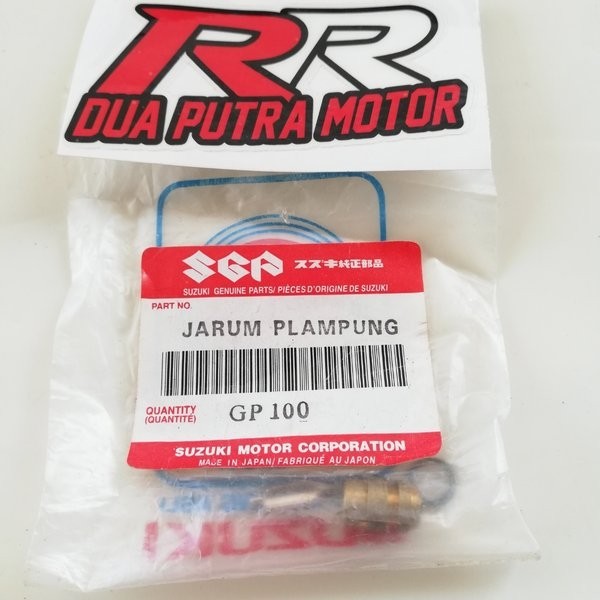 RR
DUA PUTRA MOTOR
SGP スズキ純正部品
SUZUKI GENUINE PARTS/ PIÈCES D'ORIGINE DE SUZUKI
PART NO.
JARUM PLAMPUNG
QUANTITY
(QUANTITÉ)
GP 100
SUZUKI MOTOR CORPORATION
MADE IN JAPAN/FABRIQUÉ AU JAPON
SUZUKI